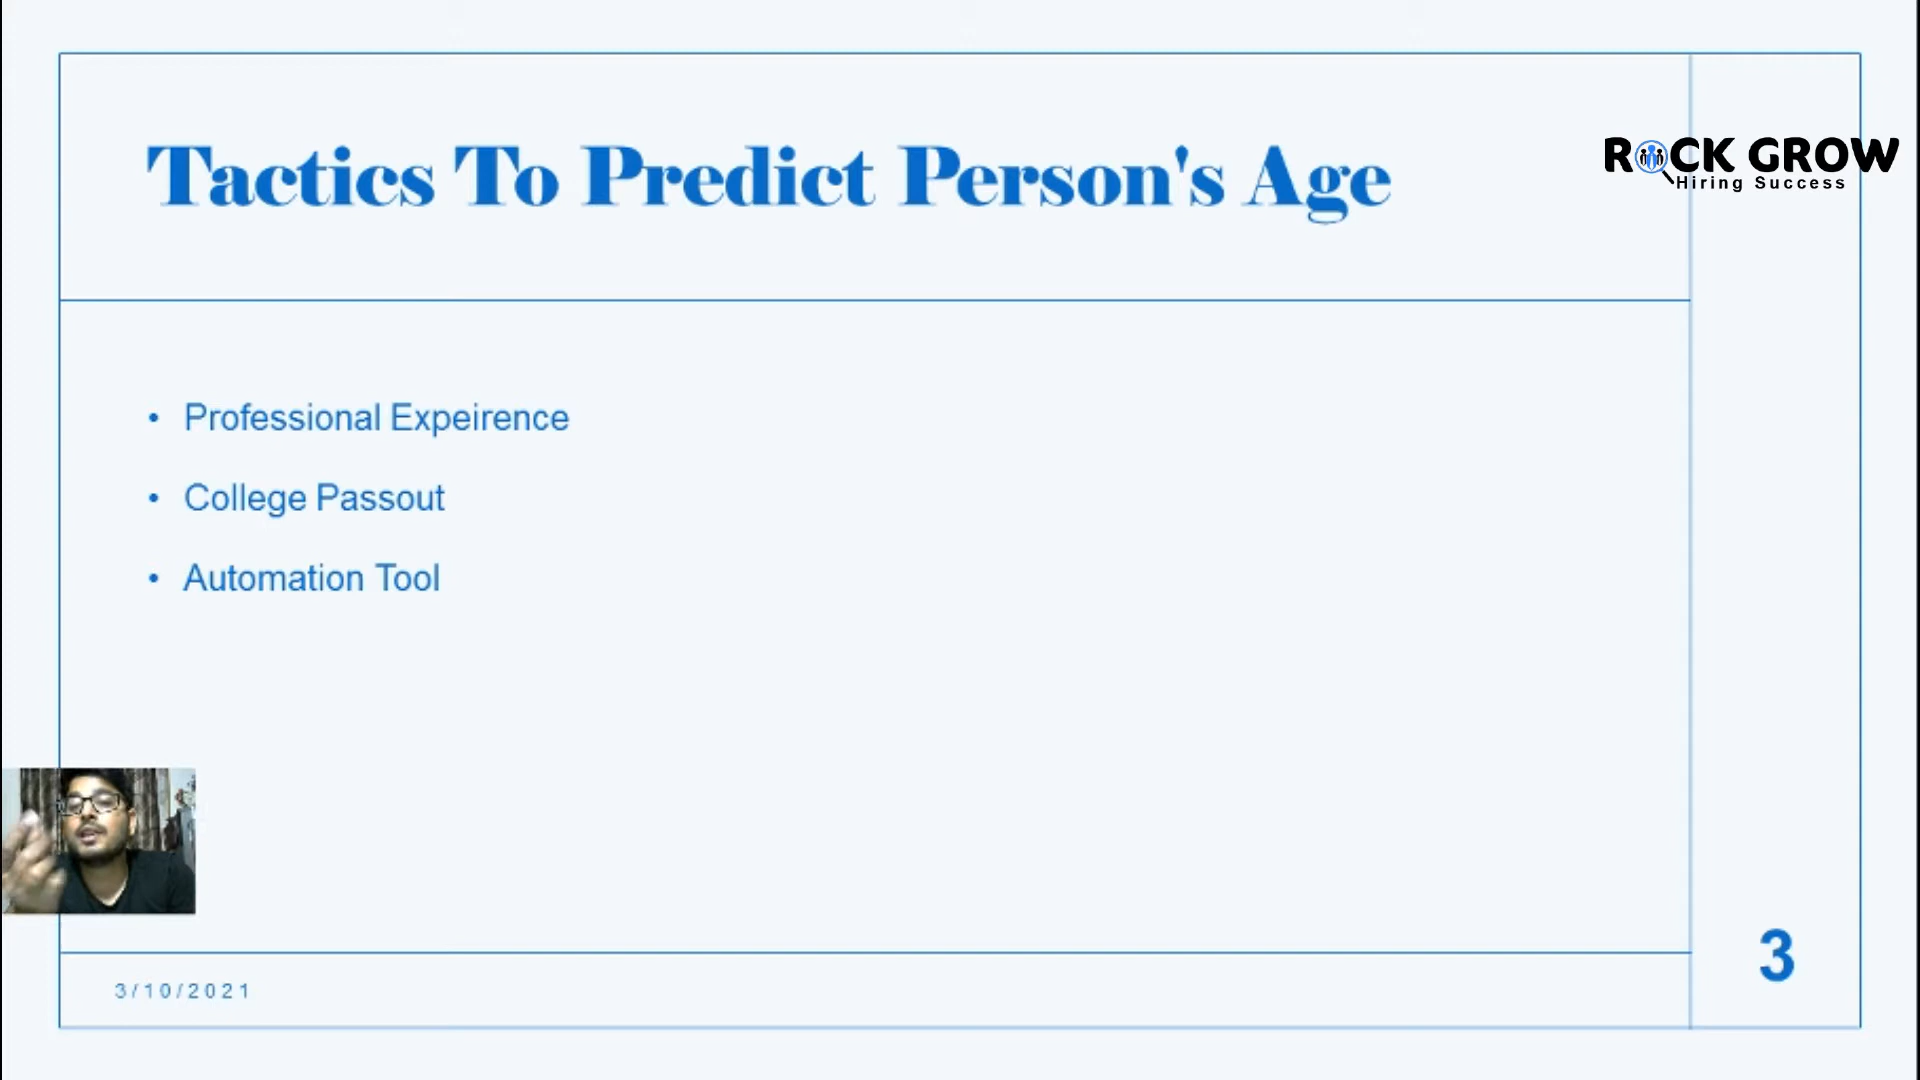 Tactics To Predict Person's Age
ROCK GROW
Hiring Success
• Professional Expeirence
• College Passout
• Automation Tool
3/10/2021
3